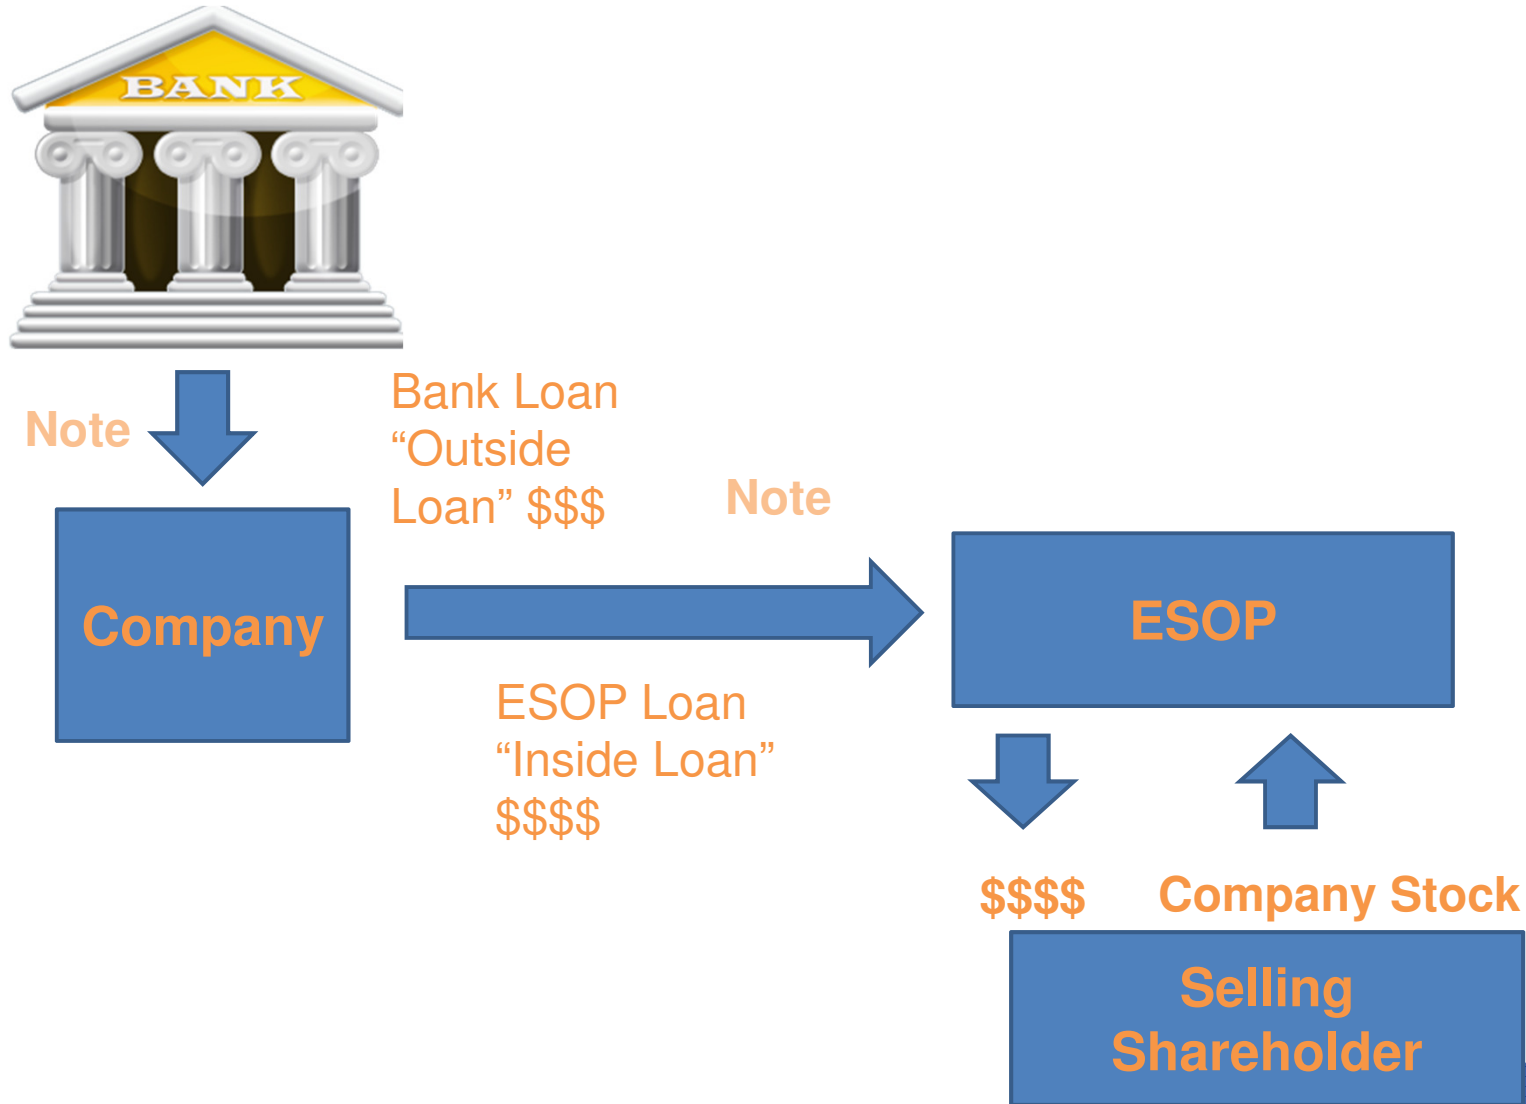 BANK
Note
Bank Loan
“Outside
Loan” $$$
Note
Company
ESOP
ESOP Loan
“Inside Loan”
$$$$
$$$$
Company Stock
Selling
Shareholder